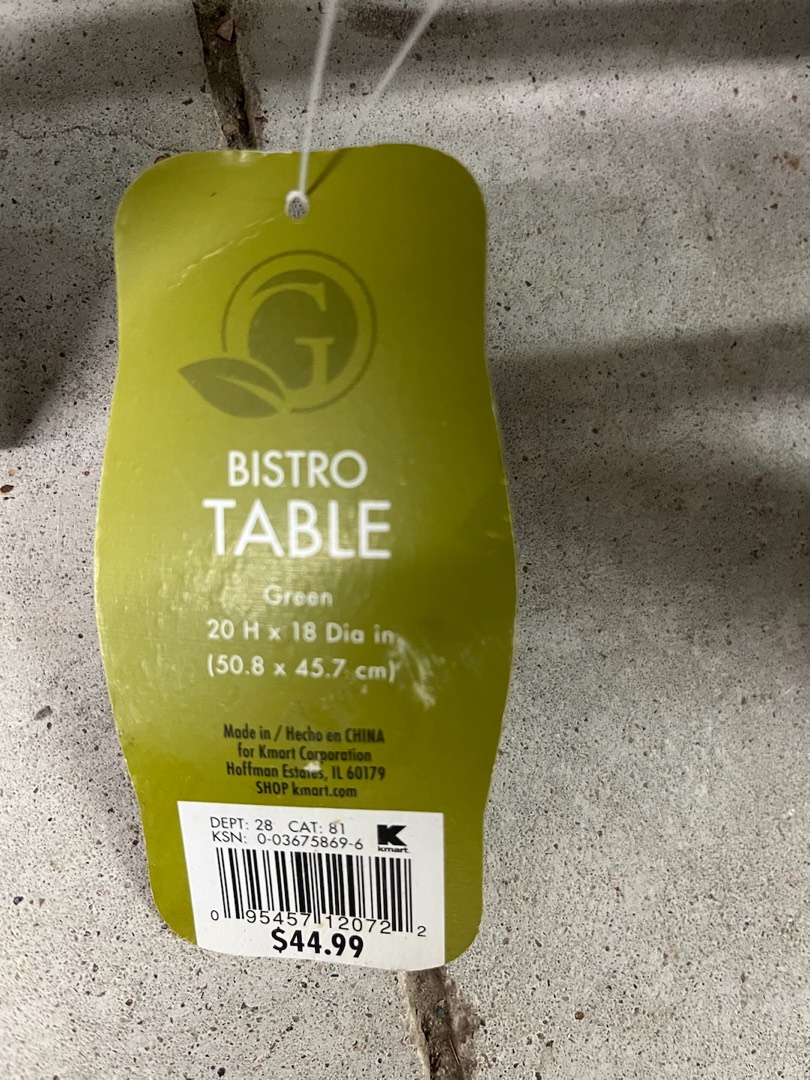 G
BISTRO
TABLE
Green
20 H x 18 Dia in
(50.8 x 45.7 cm)
Made in / Hecho en CHINA
for Kmart Corporation
Hoffman Estates, IL 60179
SHOP kmart.com
DEPT: 28 CAT: 81
KSN: 0-03675869-6
K
kmart
0 95457 12072 2
$44.99